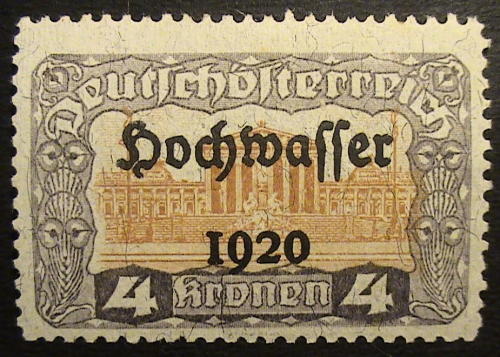 Deutschösterreich
Hochwasser
1920
4 Kronen 4